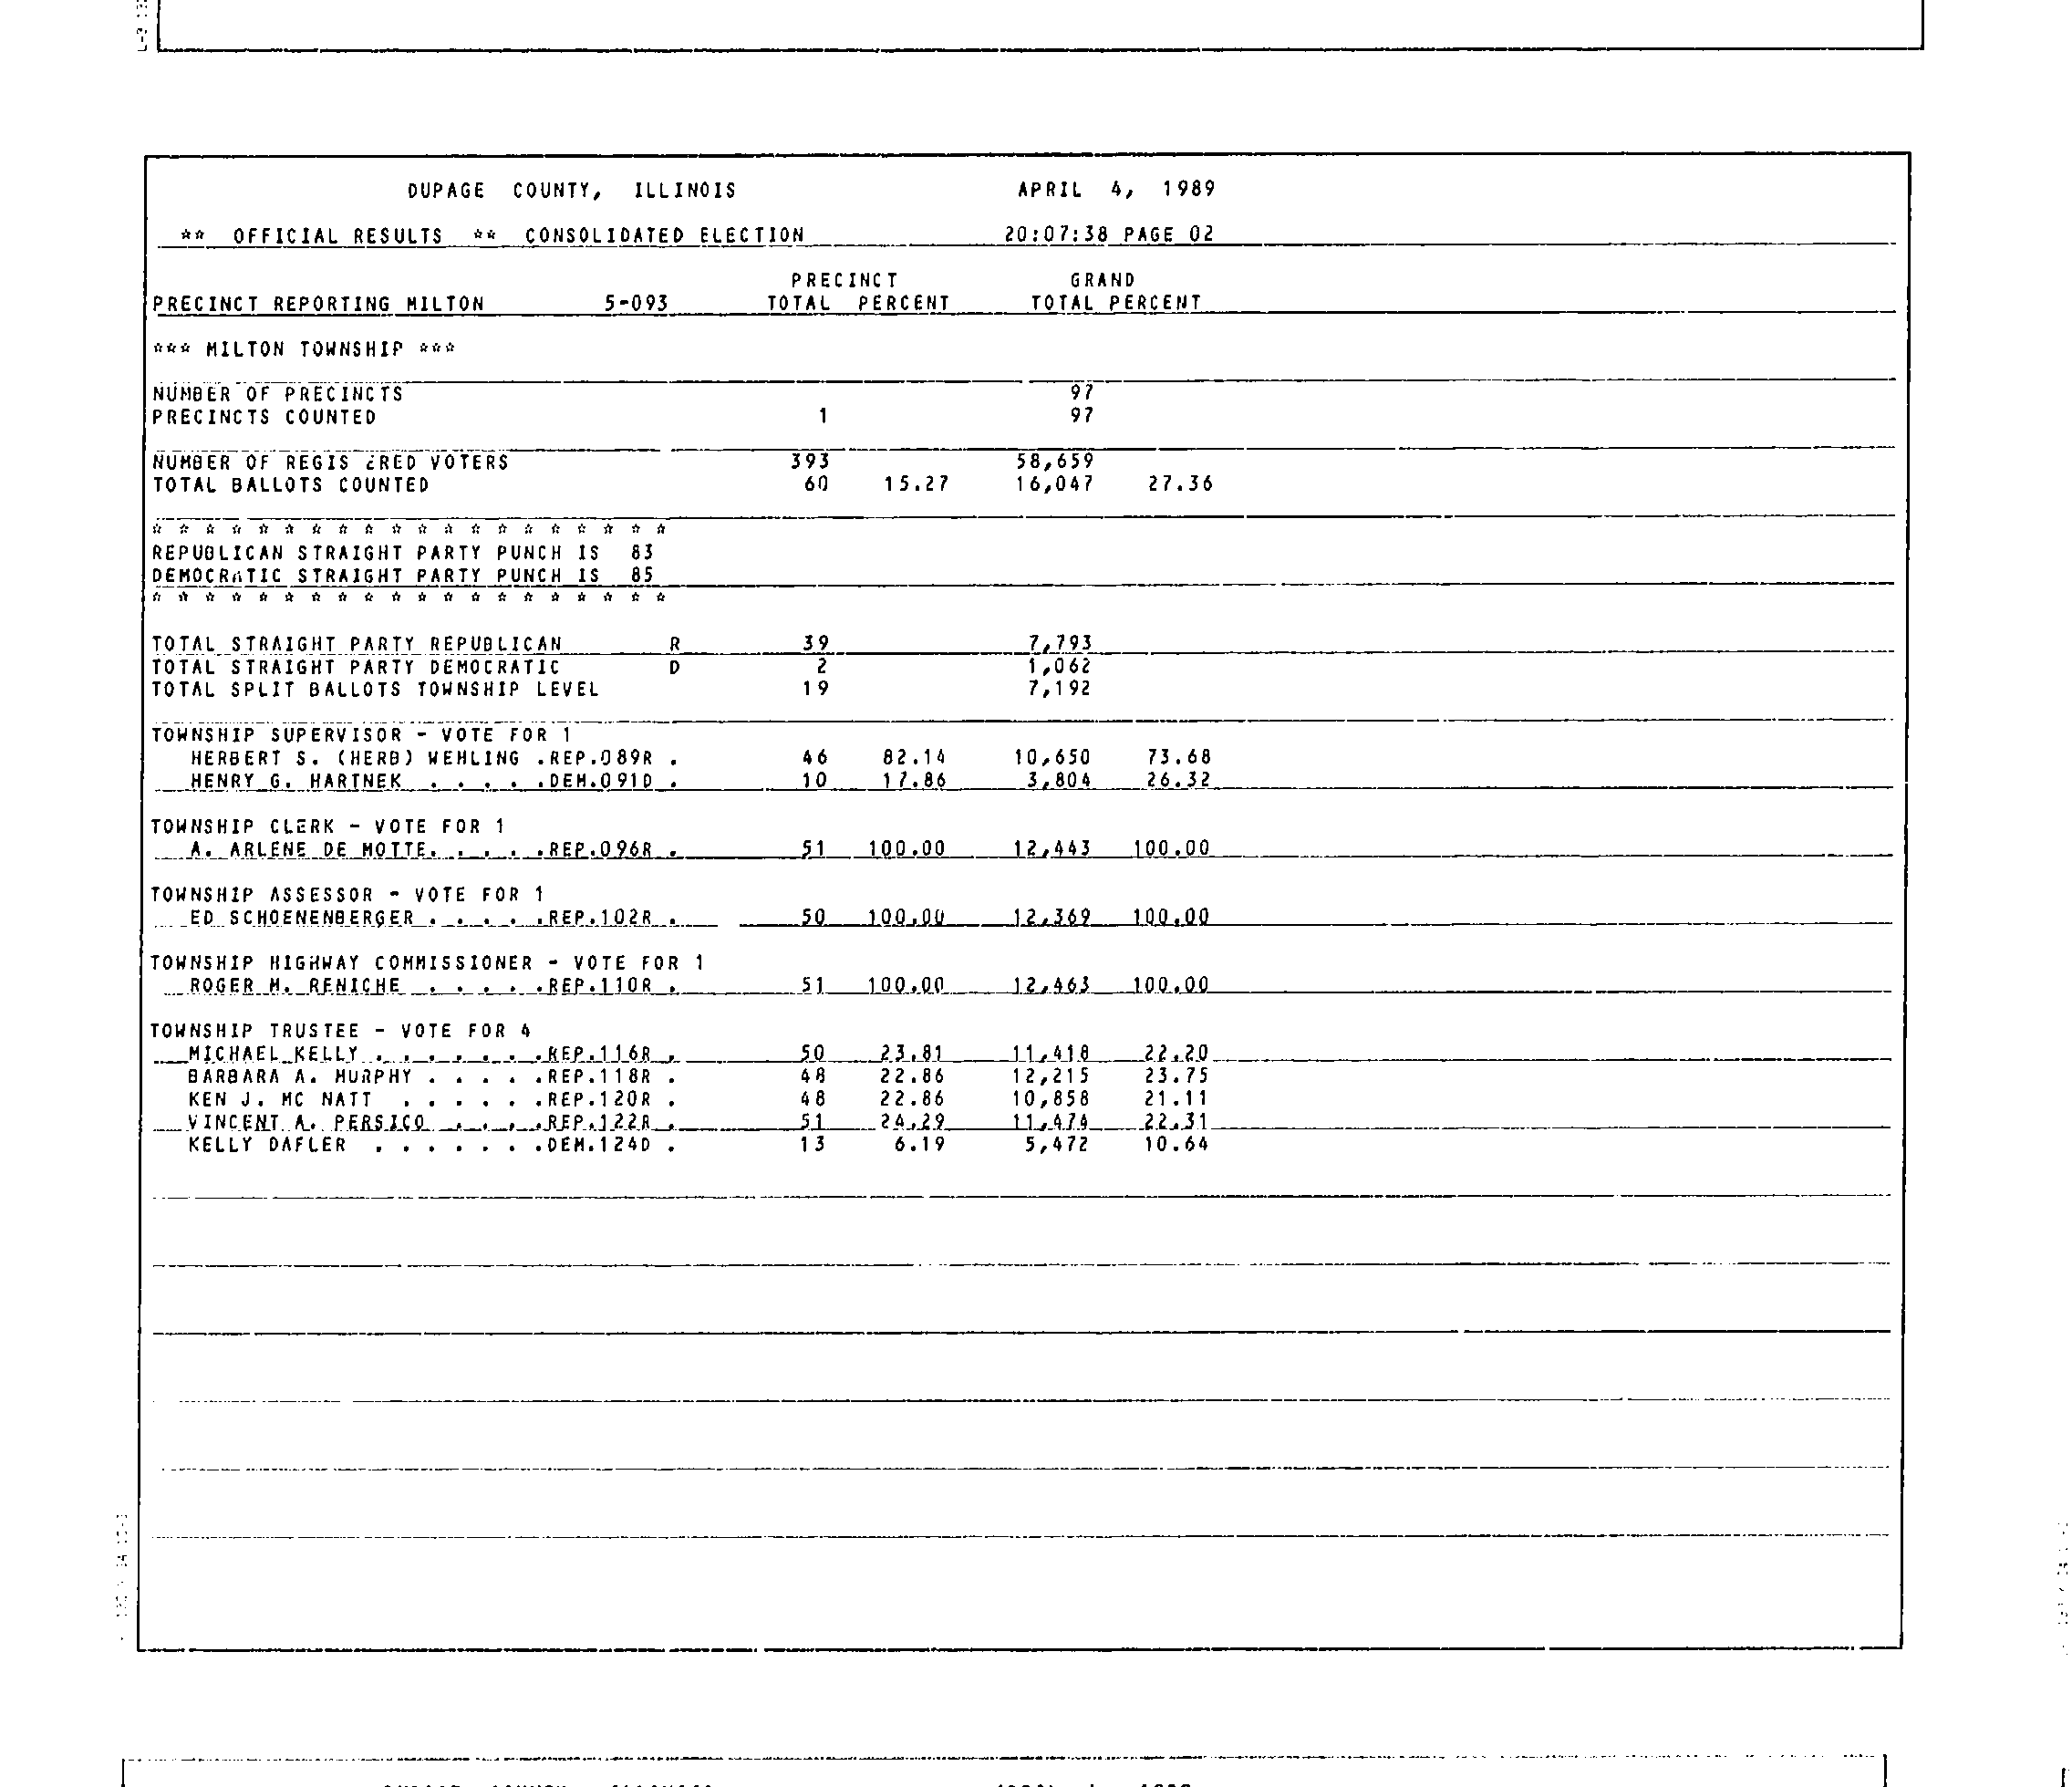 DUPAGE COUNTY, ILLINOIS APRIL 4, 1989
** OFFICIAL RESULTS ** CONSOLIDATED ELECTION 20:07:38 PAGE 02
PRECINCT GRAND
PRECINCT REPORTING MILTON 5-093 TOTAL PERCENT TOTAL PERCENT
*** MILTON TOWNSHIP ***
NUMBER OF PRECINCTS 97
PRECINCTS COUNTED 1 97
NUMBER OF REGIS ERED VOTERS 393 58,659
TOTAL BALLOTS COUNTED 60 15.27 16,047 27.36
* * * * * * * * * * * * * * * * * * * *
REPUBLICAN STRAIGHT PARTY PUNCH IS 83
DEMOCRATIC STRAIGHT PARTY PUNCH IS 85
* * * * * * * * * * * * * * * * * * * *
TOTAL STRAIGHT PARTY REPUBLICAN R 39 7,793
TOTAL STRAIGHT PARTY DEMOCRATIC D 2 1,062
TOTAL SPLIT BALLOTS TOWNSHIP LEVEL 19 7,192
TOWNSHIP SUPERVISOR - VOTE FOR 1
HERBERT S. (HERB) WEHLING .REP.089R . 46 82.14 10,650 73.68
HENRY G. HARTNEK . . . . .DEM.091D . 10 17.86 3,804 26.32
TOWNSHIP CLERK - VOTE FOR 1
A. ARLENE DE MOTTE. . . . .REP.096R . 51 100.00 12,443 100.00
TOWNSHIP ASSESSOR - VOTE FOR 1
ED SCHOENENBERGER . . . . .REP.102R . 50 100.00 12,369 100.00
TOWNSHIP HIGHWAY COMMISSIONER - VOTE FOR 1
ROGER M. RENICHE . . . . .REP.110R . 51 100.00 12,463 100.00
TOWNSHIP TRUSTEE - VOTE FOR 4
MICHAEL KELLY . . . . . . .REP.116R . 50 23.81 11,418 22.20
BARBARA A. MURPHY . . . . .REP.118R . 48 22.86 12,215 23.75
KEN J. MC NATT . . . . . .REP.120R . 48 22.86 10,858 21.11
VINCENT A. PERSICO . . . .REP.122R . 51 24.29 11,474 22.31
KELLY DAFLER . . . . . . .DEM.124D . 13 6.19 5,472 10.64